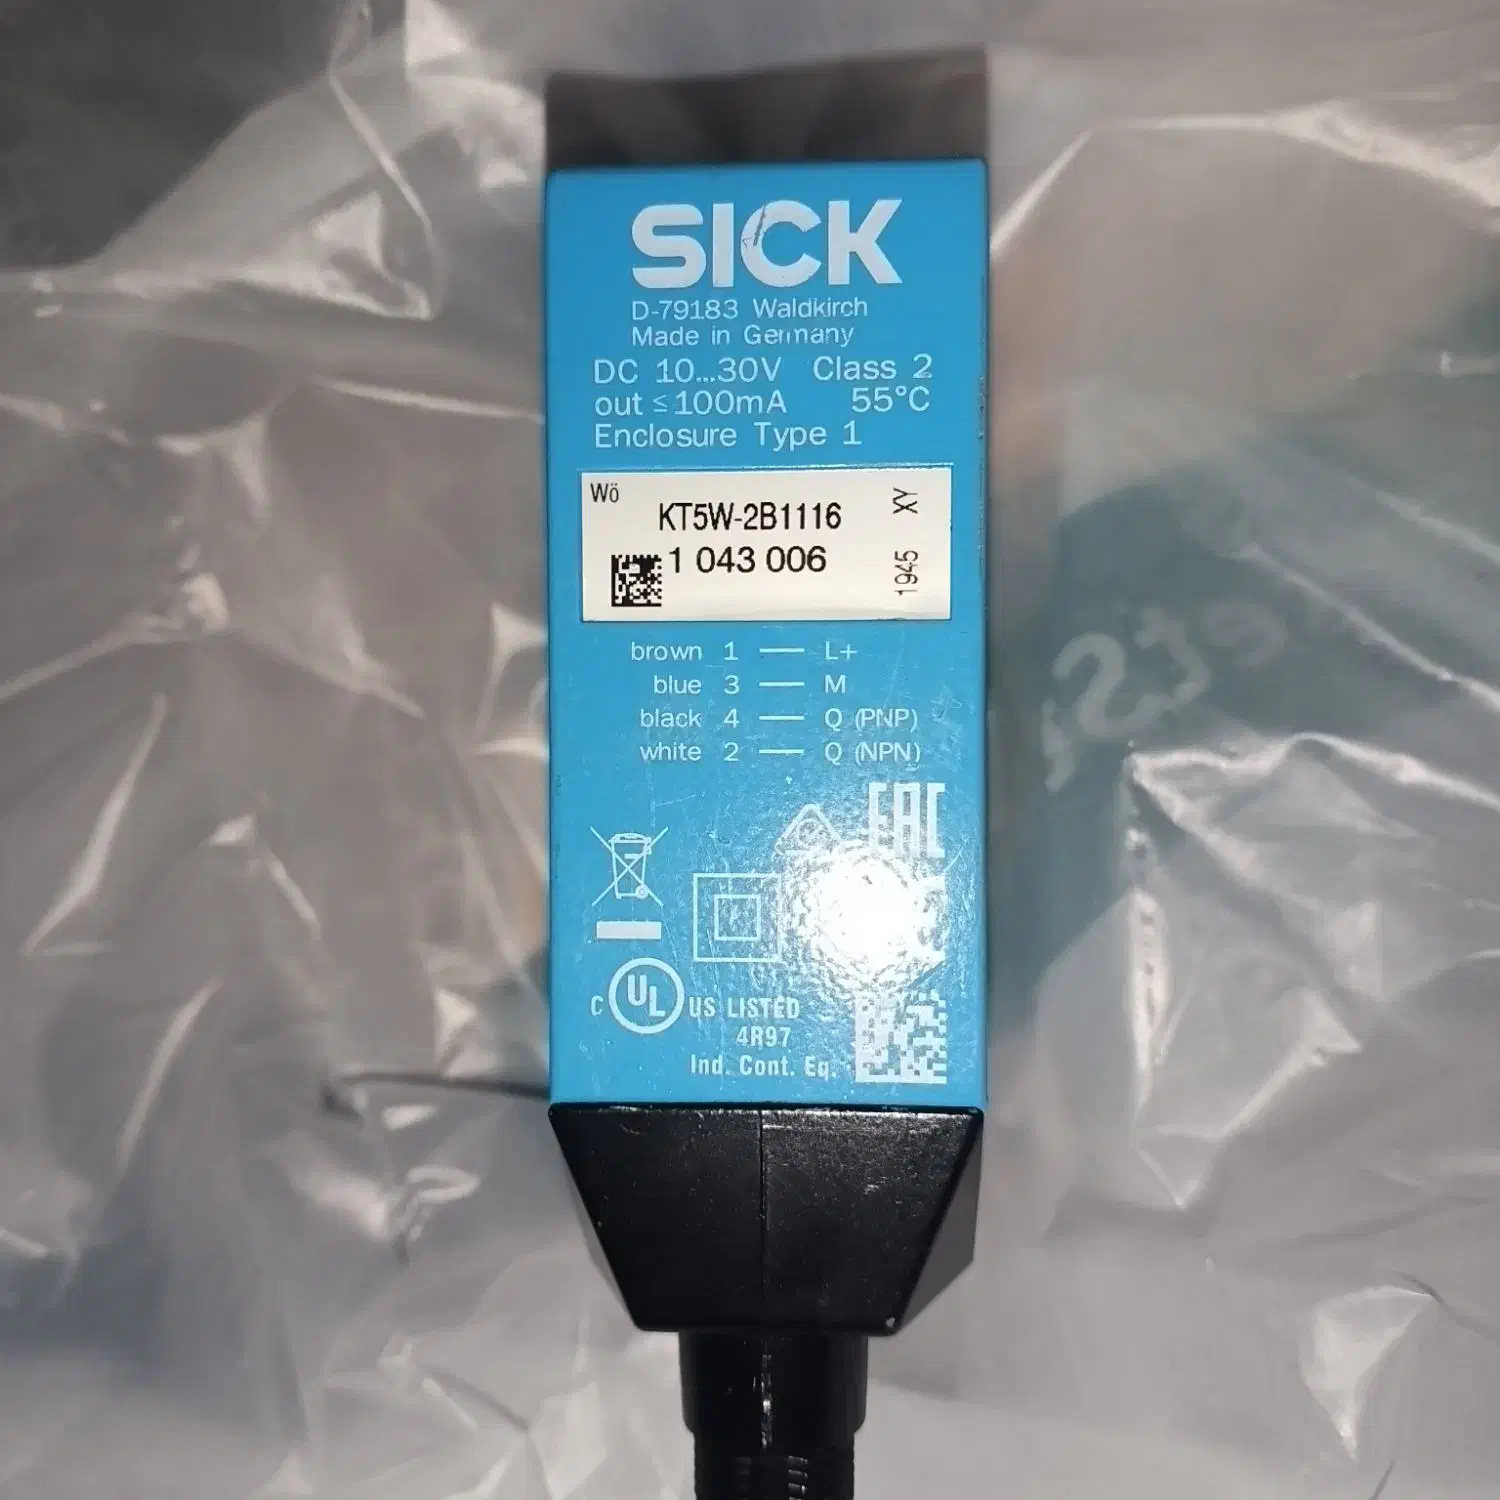 SICK
D-79183 Waldkirch
Made in Germany
DC 10...30V Class 2
out ≤ 100mA 55°C
Enclosure Type 1
Wö
KT5W-2B1116
XY
1 043 006
1945
brown 1 — L+
blue 3 — M
black 4 — Q (PNP)
white 2 — Q (NPN)
EAC
C UL US LISTED
4R97
Ind. Cont. Eq.